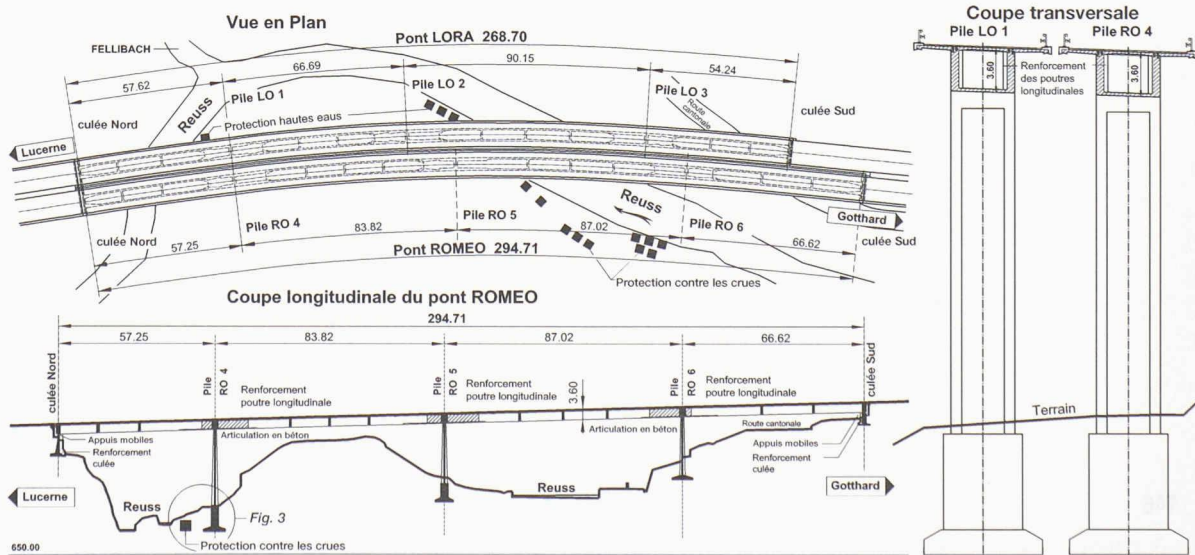 Vue en Plan
Pont LORA 268.70
FELLIBACH
66.69
90.15
54.24
57.62
Pile LO 1
Pile LO 2
Pile LO 3
culée Nord
Reuss
Protection hautes eaus
Route
cantonale
culée Sud
Lucerne
Pile RO 4
Pile RO 5
Reuss
Pile RO 6
Gotthard
culée Nord
culée Sud
57.25
83.82
87.02
66.62
Pont ROMEO 294.71
Protection contre les crues
Coupe longitudinale du pont ROMEO
294.71
57.25
83.82
87.02
66.62
culée Nord
Pile
RO 4
Renforcement
poutre longitudinale
Pile
RO 5
Renforcement
poutre longitudinale
3.60
Pile
RO 6
Renforcement
poutre longitudinale
culée Sud
Appuis mobiles
Renforcement
culée
Articulation en béton
Articulation en béton
Route cantonale
Appuis mobiles
Renforcement
culée
Lucerne
Reuss
Fig. 3
Reuss
Gotthard
Protection contre les crues
650.00
Coupe transversale
Pile LO 1
Pile RO 4
3.60
Renforcement
des poutres
longitudinales
3.60
Terrain